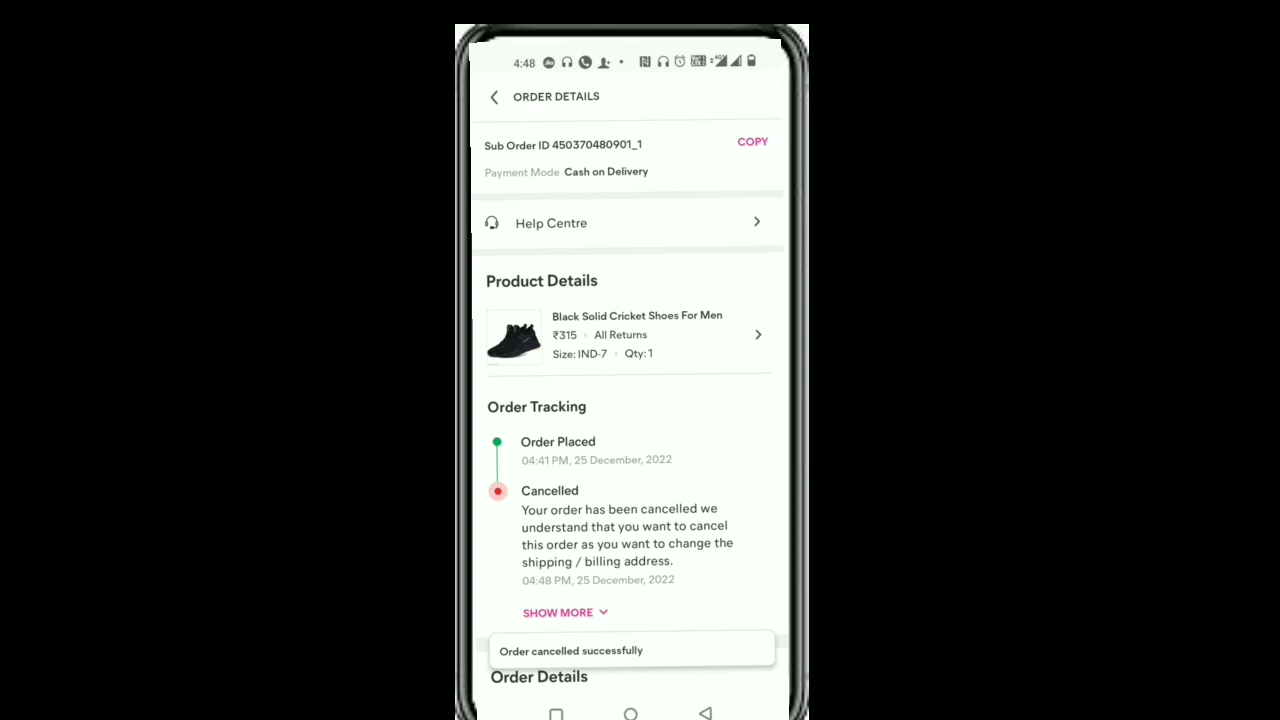 4:48
ORDER DETAILS
Sub Order ID 450370480901_1 COPY
Payment Mode Cash on Delivery
Help Centre
Product Details
Black Solid Cricket Shoes For Men
₹315 • All Returns
Size: IND-7 • Qty: 1
Order Tracking
Order Placed
04:41 PM, 25 December, 2022
Cancelled
Your order has been cancelled we
understand that you want to cancel
this order as you want to change the
shipping / billing address.
04:48 PM, 25 December, 2022
SHOW MORE
Order cancelled successfully
Order Details